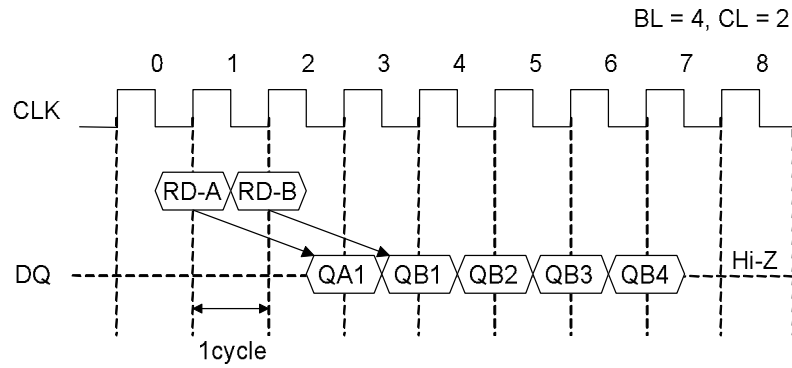 BL = 4, CL = 2
0 1 2 3 4 5 6 7 8
CLK
RD-A RD-B
DQ QA1 QB1 QB2 QB3 QB4 Hi-Z
1cycle